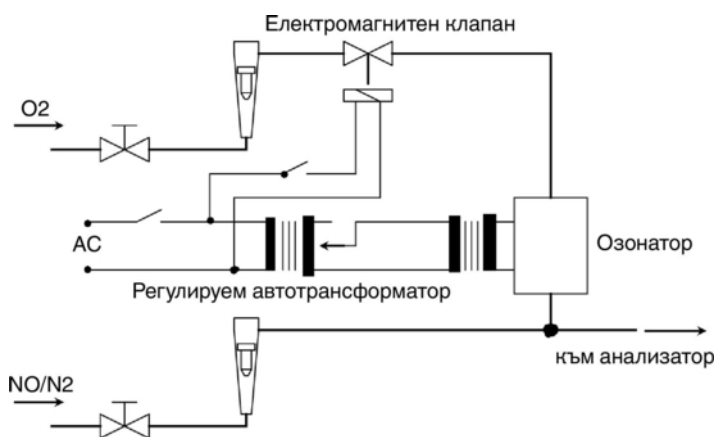 Електромагнитен клапан
O2
AC
Озонатор
Регулируем автотрансформатор
към анализатор
NO/N2